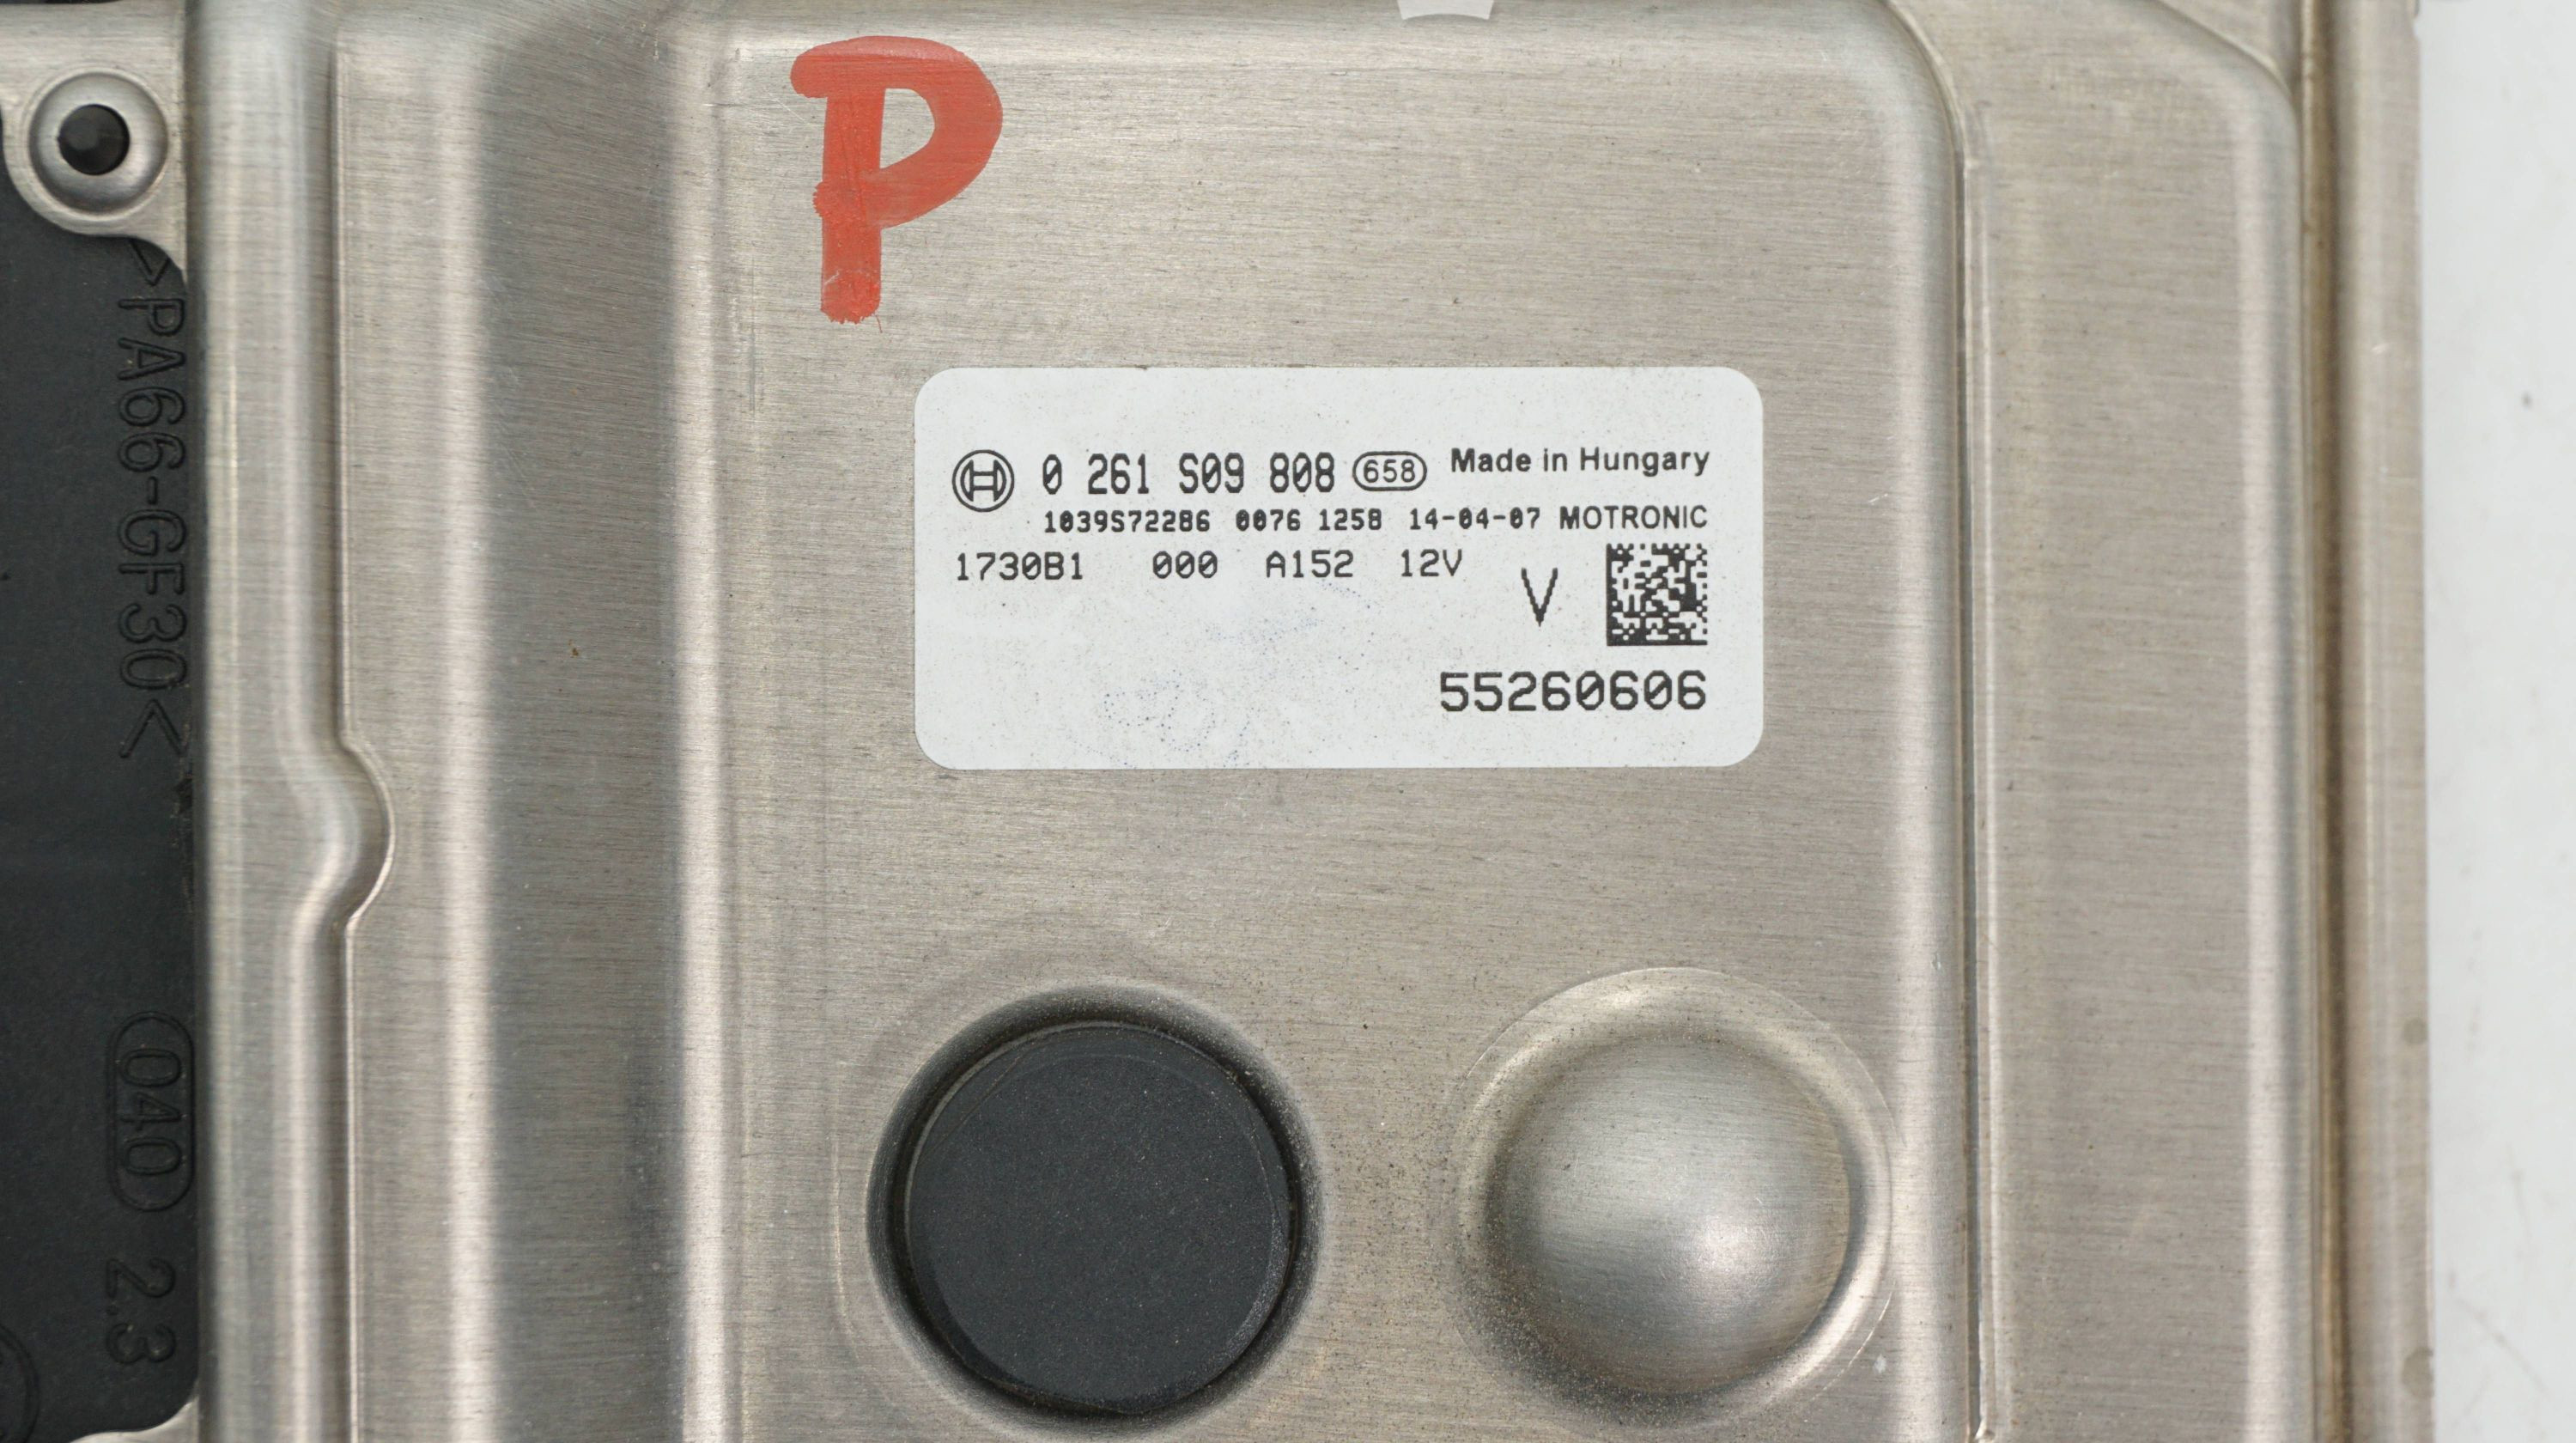 P
0 261 S09 808 658 Made in Hungary
1039S72286 0076 1258 14-04-07 MOTRONIC
1730B1 000 A152 12V
V
55260606
>PA66-GF30<
040 2.3